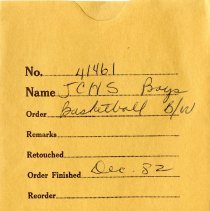 No. 41461
Name JCHS Boys
Order Basketball B/W
Remarks
Retouched
Order Finished Dec. 82
Reorder